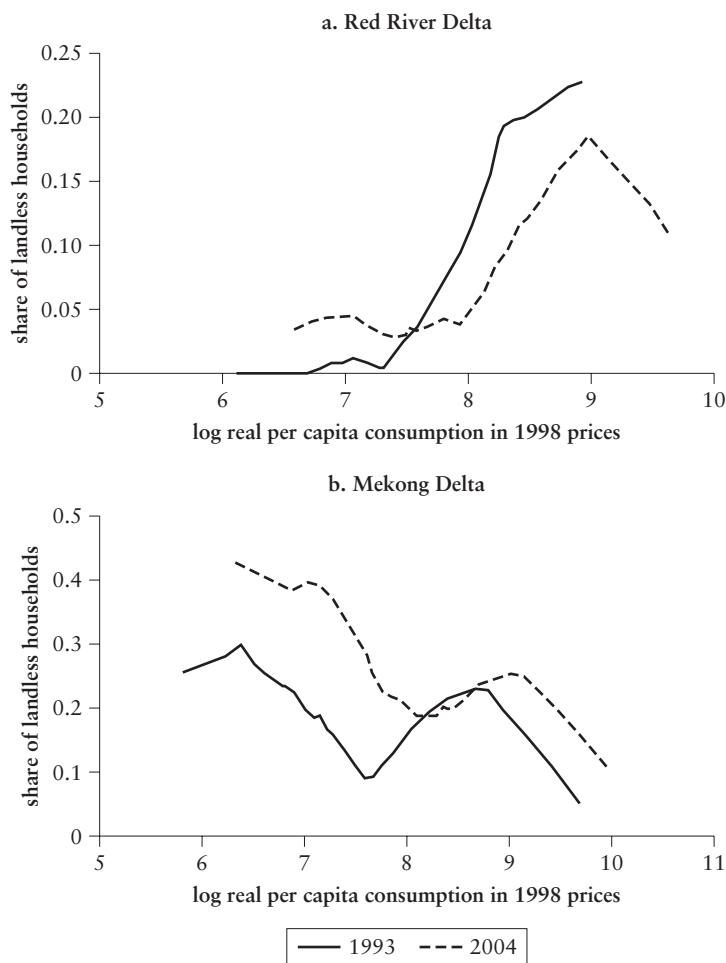 a. Red River Delta
0.25
0.20
0.15
0.10
0.05
0
share of landless households
5 6 7 8 9 10
log real per capita consumption in 1998 prices
b. Mekong Delta
0.5
0.4
0.3
0.2
0.1
0
share of landless households
5 6 7 8 9 10 11
log real per capita consumption in 1998 prices
1993 2004